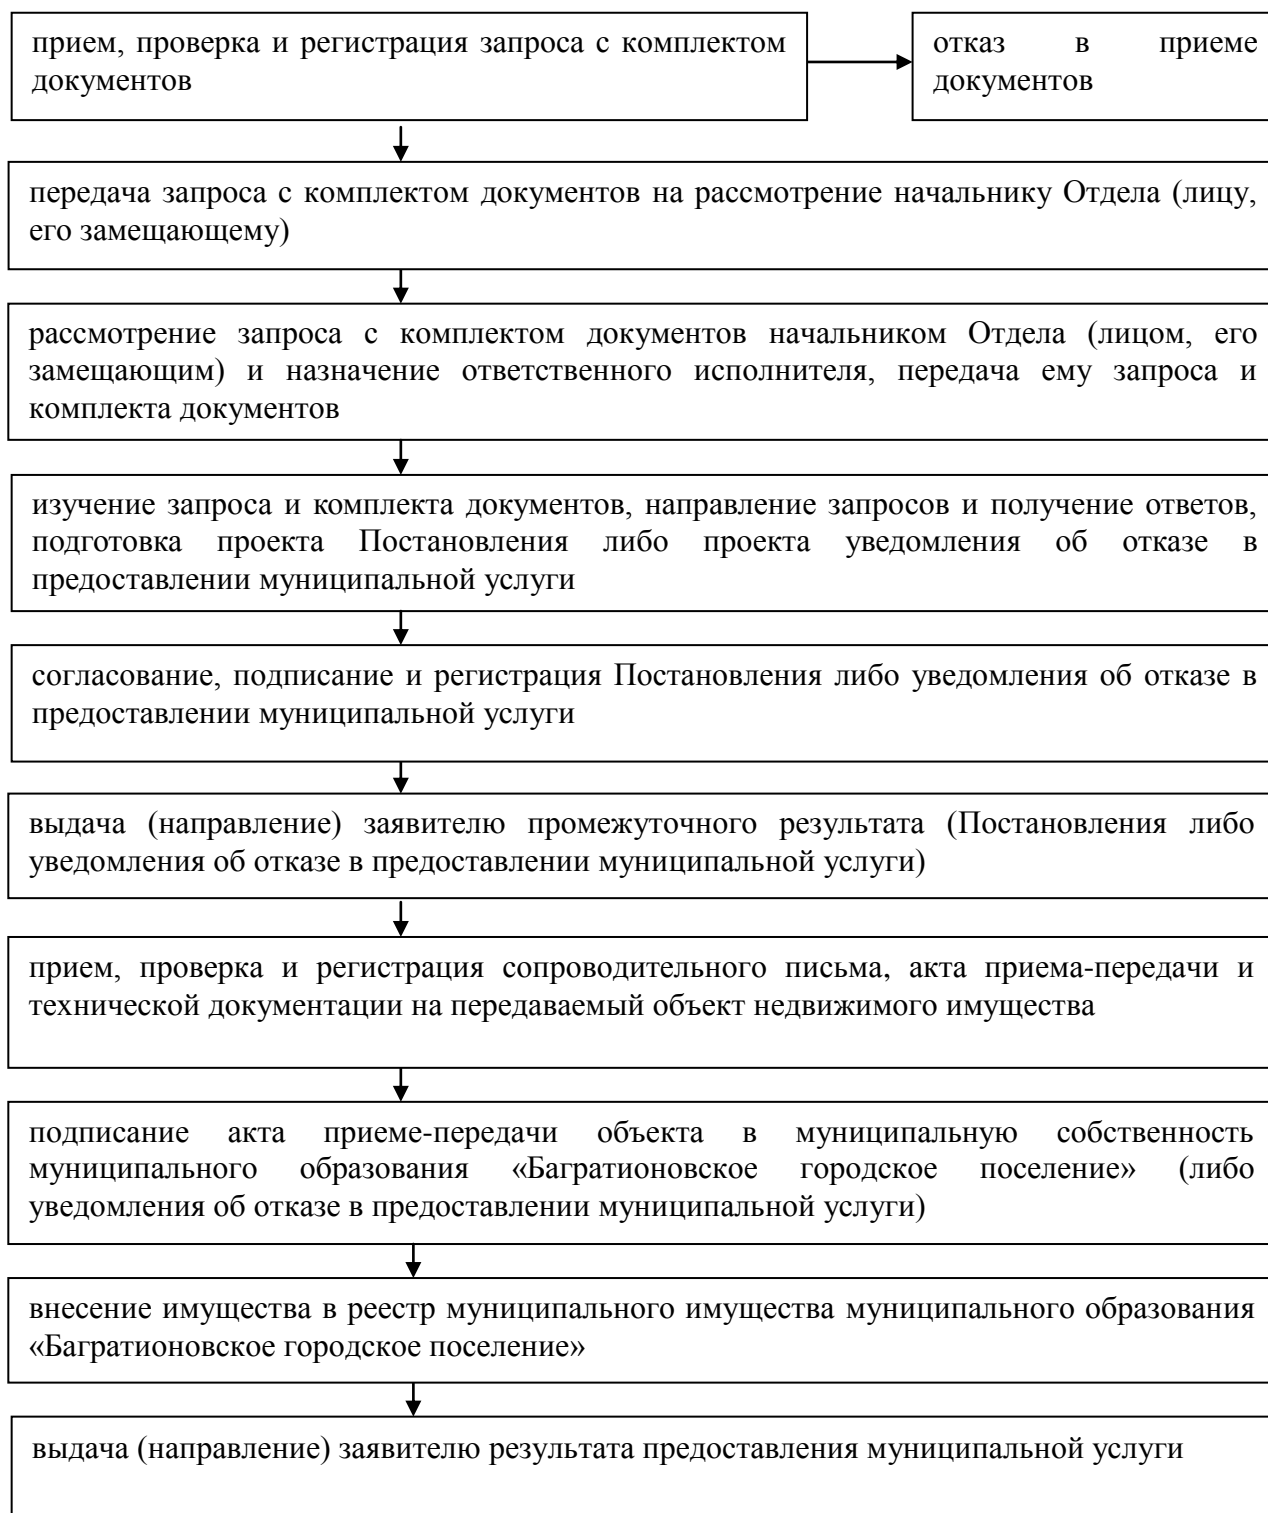 прием, проверка и регистрация запроса с комплектом
документов
отказ в приеме
документов
передача запроса с комплектом документов на рассмотрение начальнику Отдела (лицу,
его замещающему)
рассмотрение запроса с комплектом документов начальником Отдела (лицом, его
замещающим) и назначение ответственного исполнителя, передача ему запроса и
комплекта документов
изучение запроса и комплекта документов, направление запросов и получение ответов,
подготовка проекта Постановления либо проекта уведомления об отказе в
предоставлении муниципальной услуги
согласование, подписание и регистрация Постановления либо уведомления об отказе в
предоставлении муниципальной услуги
выдача (направление) заявителю промежуточного результата (Постановления либо
уведомления об отказе в предоставлении муниципальной услуги)
прием, проверка и регистрация сопроводительного письма, акта приема-передачи и
технической документации на передаваемый объект недвижимого имущества
подписание акта приеме-передачи объекта в муниципальную собственность
муниципального образования «Багратионовское городское поселение» (либо
уведомления об отказе в предоставлении муниципальной услуги)
внесение имущества в реестр муниципального имущества муниципального образования
«Багратионовское городское поселение»
выдача (направление) заявителю результата предоставления муниципальной услуги